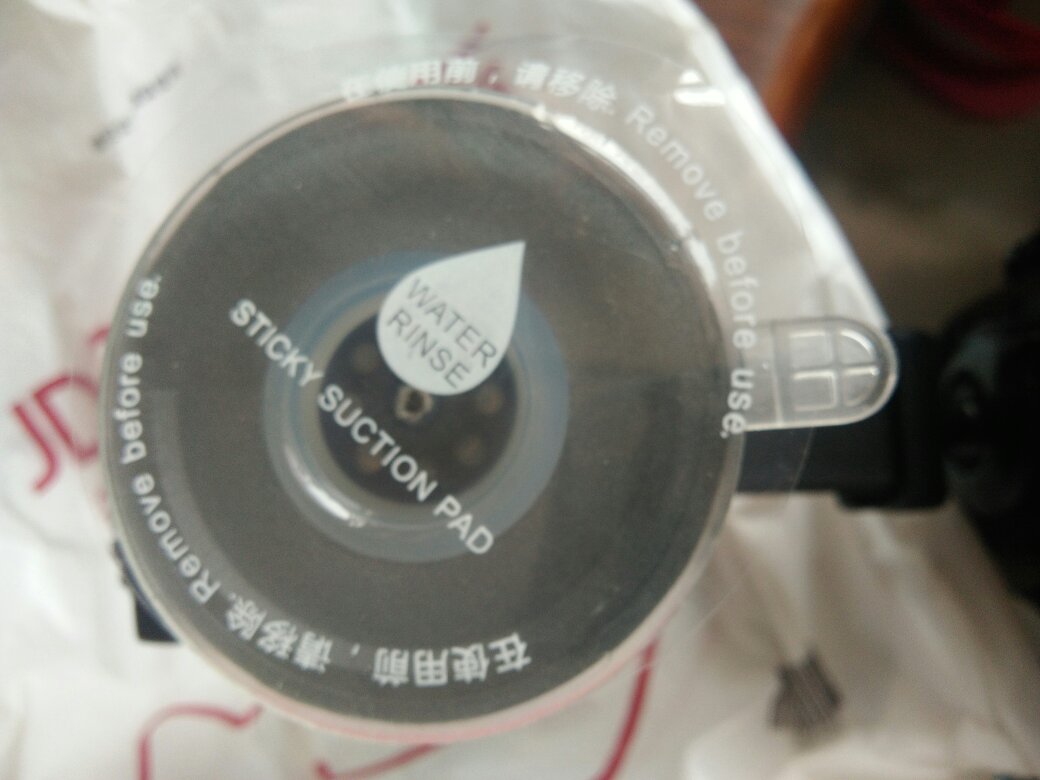 在使用前，请移除. Remove before use.
WATER
RINSE
STICKY SUCTION PAD
在使用前，请移除. Remove before use.
JD